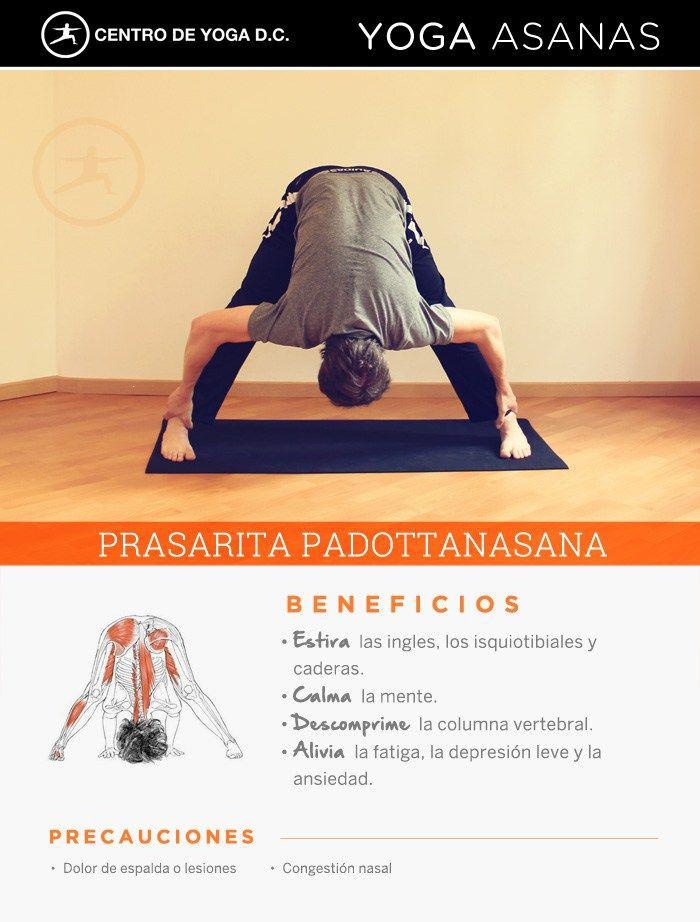 CENTRO DE YOGA D.C.
YOGA ASANAS
PRASARITA PADOTTANASANA
BENEFICIOS
• Estira las ingles, los isquiotibiales y
caderas.
• Calma la mente.
• Descomprime la columna vertebral.
• Alivia la fatiga, la depresión leve y la
ansiedad.
PRECAUCIONES
• Dolor de espalda o lesiones
• Congestión nasal